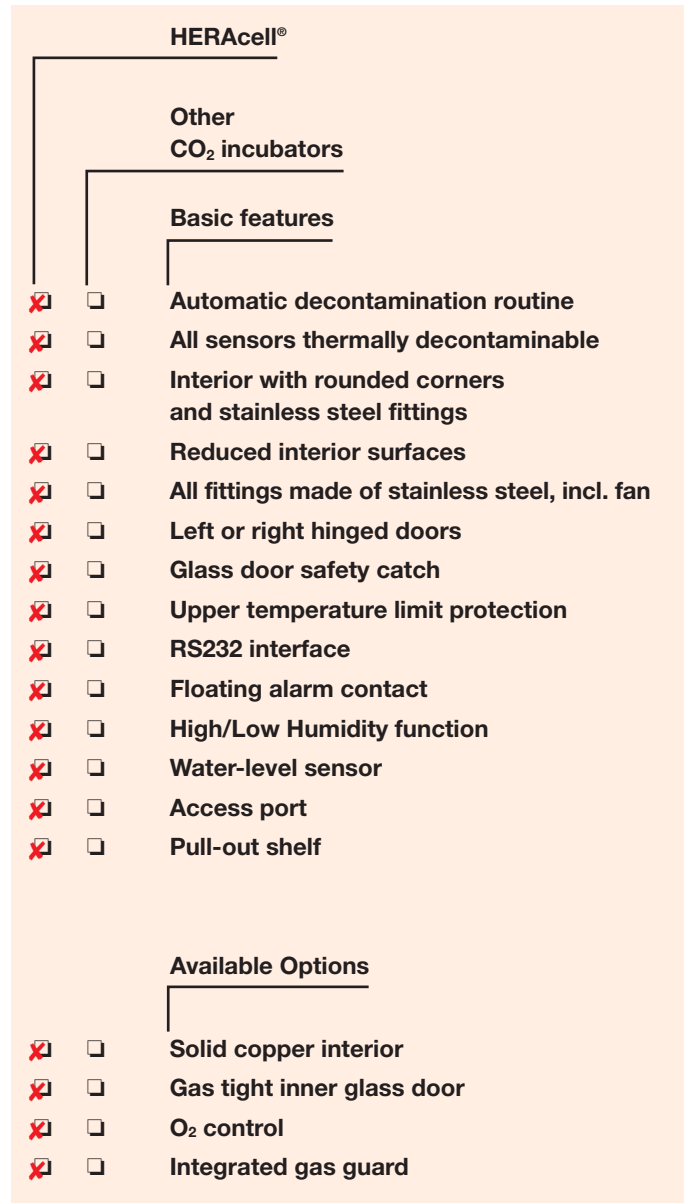 HERAcell®
Other
CO₂ incubators
Basic features
✘❏ ❏ Automatic decontamination routine
✘❏ ❏ All sensors thermally decontaminable
✘❏ ❏ Interior with rounded corners
and stainless steel fittings
✘❏ ❏ Reduced interior surfaces
✘❏ ❏ All fittings made of stainless steel, incl. fan
✘❏ ❏ Left or right hinged doors
✘❏ ❏ Glass door safety catch
✘❏ ❏ Upper temperature limit protection
✘❏ ❏ RS232 interface
✘❏ ❏ Floating alarm contact
✘❏ ❏ High/Low Humidity function
✘❏ ❏ Water-level sensor
✘❏ ❏ Access port
✘❏ ❏ Pull-out shelf
Available Options
✘❏ ❏ Solid copper interior
✘❏ ❏ Gas tight inner glass door
✘❏ ❏ O₂ control
✘❏ ❏ Integrated gas guard